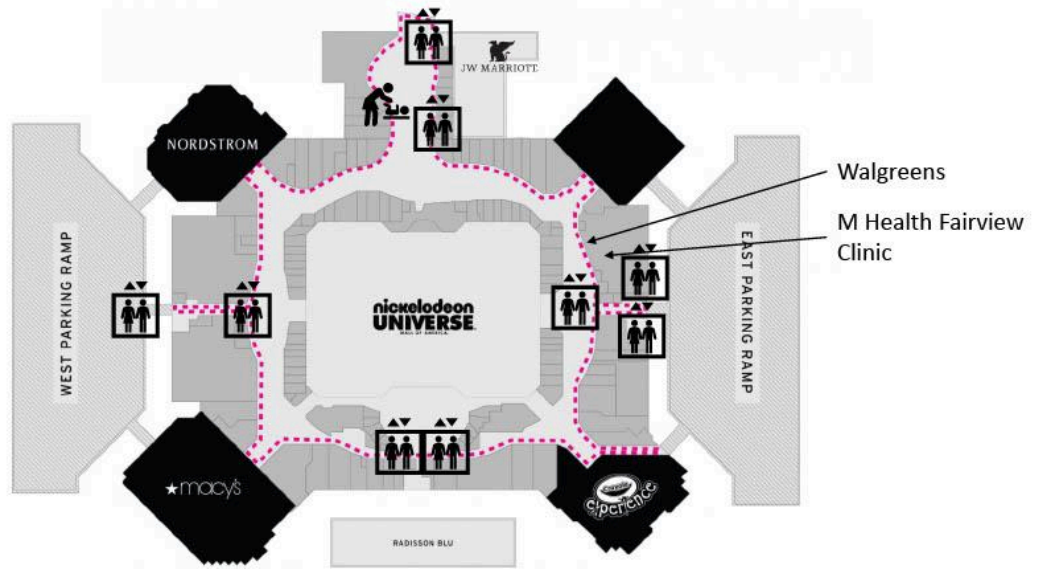 JW MARRIOTT
NORDSTROM
Walgreens
M Health Fairview
Clinic
WEST PARKING RAMP
EAST PARKING RAMP
nickelodeon
UNIVERSE
MALL OF AMERICA
★macy's
Crayola
experience
RADISSON BLU